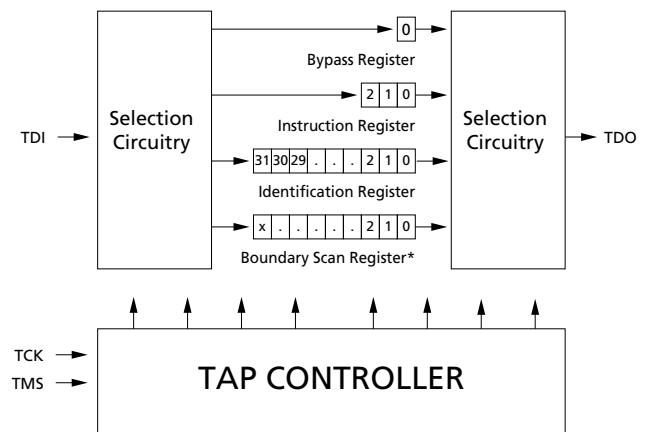 0
Bypass Register
2 1 0
Instruction Register
31 30 29 . . . 2 1 0
Identification Register
x . . . . . 2 1 0
Boundary Scan Register*
Selection
Circuitry
Selection
Circuitry
TDI
TDO
TCK
TMS
TAP CONTROLLER